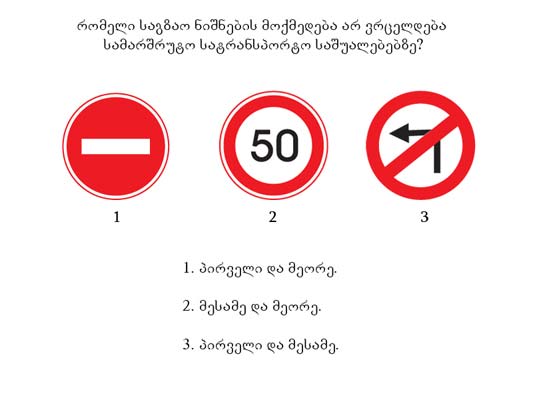 რომელი საგზაო ნიშნების მოქმედება არ ვრცელდება
სამარშრუტო სატრანსპორტო საშუალებებზე?
50
1 2 3
1. პირველი და მეორე.
2. მესამე და მეორე.
3. პირველი და მესამე.